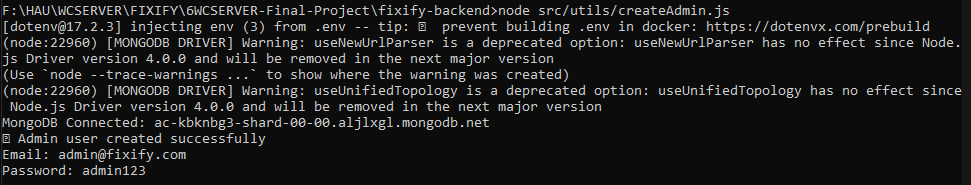 F:\HAU\WCSERVER\FIXIFY\6WCSERVER-Final-Project\fixify-backend>node src/utils/createAdmin.js
[dotenv@17.2.3] injecting env (3) from .env -- tip: ⍰  prevent building .env in docker: https://dotenvx.com/prebuild
(node:22960) [MONGODB DRIVER] Warning: useNewUrlParser is a deprecated option: useNewUrlParser has no effect since Node.
js Driver version 4.0.0 and will be removed in the next major version
(Use `node --trace-warnings ...` to show where the warning was created)
(node:22960) [MONGODB DRIVER] Warning: useUnifiedTopology is a deprecated option: useUnifiedTopology has no effect since
 Node.js Driver version 4.0.0 and will be removed in the next major version
MongoDB Connected: ac-kbknbg3-shard-00-00.aljlxgl.mongodb.net
⍰ Admin user created successfully
Email: admin@fixify.com
Password: admin123